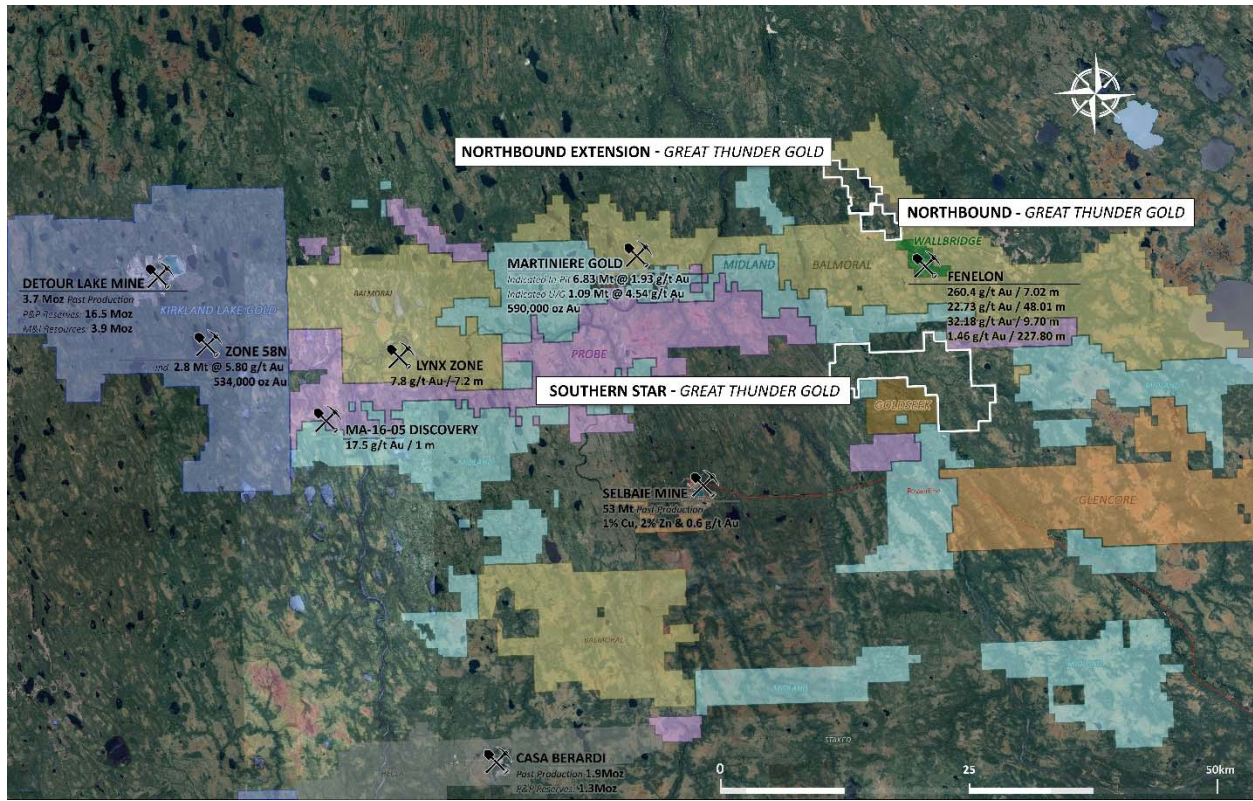 NORTHBOUND EXTENSION - GREAT THUNDER GOLD
NORTHBOUND - GREAT THUNDER GOLD
WALLBRIDGE
FENELON
260.4 g/t Au / 7.02 m
22.73 g/t Au / 48.01 m
32.18 g/t Au / 9.70 m
1.46 g/t Au / 227.80 m
MARTINIERE GOLD
Indicated In Pit 6.83 Mt @ 1.93 g/t Au
Indicated U/G 1.09 Mt @ 4.54 g/t Au
590,000 oz Au
MIDLAND
BALMORAL
DETOUR LAKE MINE
3.7 Moz Past Production
P&P Reserves: 16.5 Moz
M&I Resources: 3.9 Moz
KIRKLAND LAKE GOLD
BALMORAL
ZONE 58N
Ind 2.8 Mt @ 5.80 g/t Au
534,000 oz Au
LYNX ZONE
7.8 g/t Au / 7.2 m
PROBE
SOUTHERN STAR - GREAT THUNDER GOLD
GOLDSEEK
MIDLAND
MA-16-05 DISCOVERY
17.5 g/t Au / 1 m
MIDLAND
SELBAIE MINE
53 Mt Past Production
1% Cu, 2% Zn & 0.6 g/t Au
GLENCORE
BALMORAL
MIDLAND
STAKED
CASA BERARDI
Past Production 1.9Moz
P&P Reserves: 1.3Moz
0 25 50km